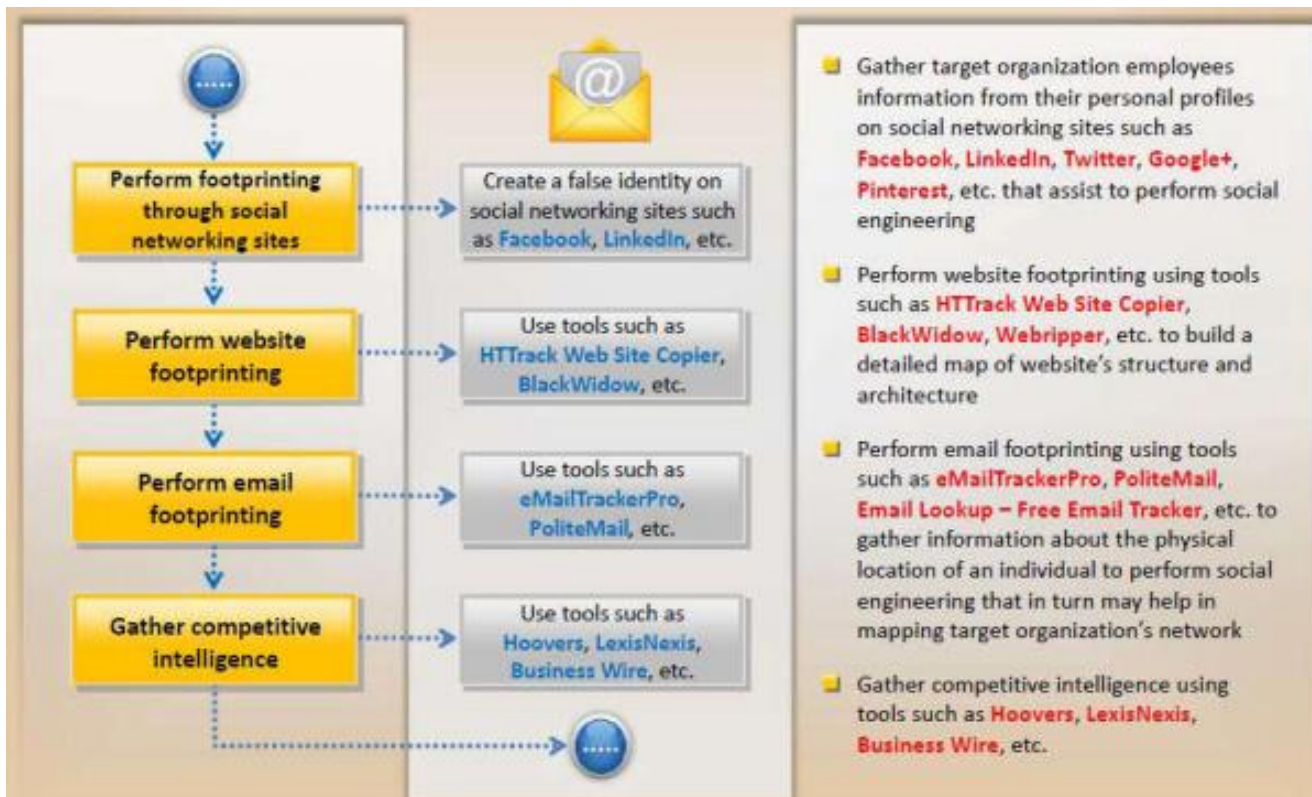 Perform footprinting
through social
networking sites
Create a false identity on
social networking sites such
as Facebook, LinkedIn, etc.
Perform website
footprinting
Use tools such as
HTTrack Web Site Copier,
BlackWidow, etc.
Perform email
footprinting
Use tools such as
eMailTrackerPro,
PoliteMail, etc.
Gather competitive
intelligence
Use tools such as
Hoovers, LexisNexis,
Business Wire, etc.
Gather target organization employees
information from their personal profiles
on social networking sites such as
Facebook, LinkedIn, Twitter, Google+,
Pinterest, etc. that assist to perform social
engineering
Perform website footprinting using tools
such as HTTrack Web Site Copier,
BlackWidow, Webripper, etc. to build a
detailed map of website's structure and
architecture
Perform email footprinting using tools
such as eMailTrackerPro, PoliteMail,
Email Lookup – Free Email Tracker, etc. to
gather information about the physical
location of an individual to perform social
engineering that in turn may help in
mapping target organization's network
Gather competitive intelligence using
tools such as Hoovers, LexisNexis,
Business Wire, etc.